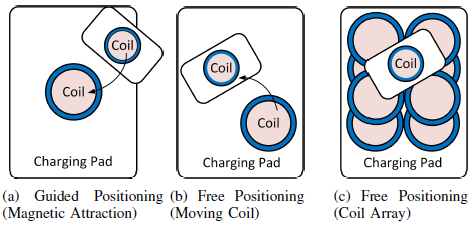 Coil
Coil
Charging Pad
Coil
Coil
Charging Pad
Coil
Charging Pad
(a) Guided Positioning
(Magnetic Attraction)
(b) Free Positioning
(Moving Coil)
(c) Free Positioning
(Coil Array)